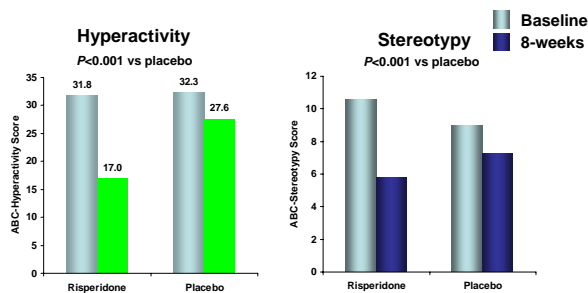 Hyperactivity
P<0.001 vs placebo
ABC-Hyperactivity Score
35
30
25
20
15
10
5
0
31.8
17.0
32.3
27.6
Risperidone
Placebo
Stereotypy
P<0.001 vs placebo
ABC-Stereotypy Score
12
10
8
6
4
2
0
Risperidone
Placebo
Baseline
8-weeks